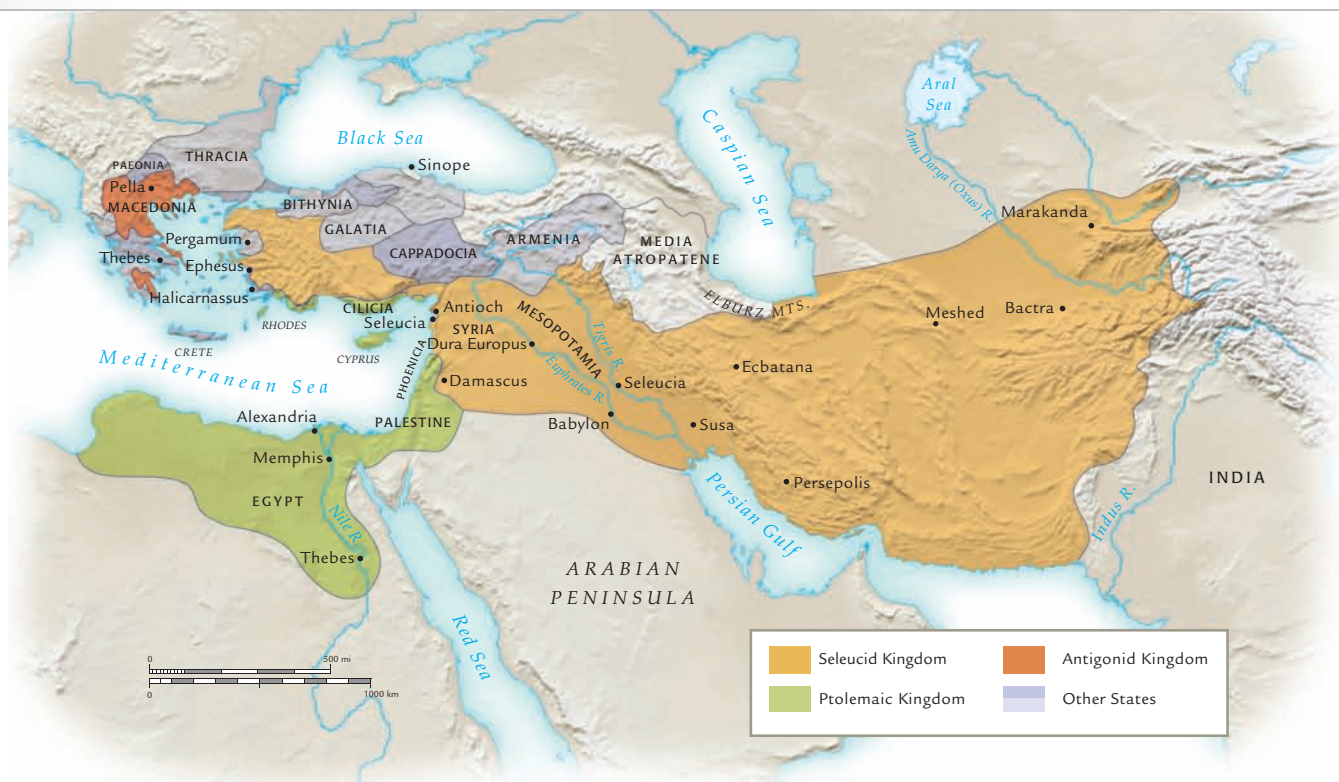 Aral
Sea
Caspian Sea
Black Sea
Sinope
THRACIA
PAEONIA
Pella
MACEDONIA
BITHYNIA
GALATIA
CAPPADOCIA
ARMENIA
MEDIA
ATROPATENE
Amu Darya (Oxus) R.
Marakanda
Pergamum
Thebes
Ephesus
Halicarnassus
RHODES
CILICIA
Antioch
Seleucia
SYRIA
MESOPOTAMIA
ELBURZ MTS.
Meshed
Bactra
CRETE
CYPRUS
Dura Europus
Tigris R.
Euphrates R.
Mediterranean Sea
PHOENICIA
Damascus
Seleucia
Ecbatana
Alexandria
PALESTINE
Babylon
Susa
Memphis
EGYPT
Nile R.
Thebes
Persepolis
Persian Gulf
INDIA
Indus R.
ARABIAN
PENINSULA
Red Sea
0 500 mi
0 1000 km
Seleucid Kingdom
Antigonid Kingdom
Ptolemaic Kingdom
Other States